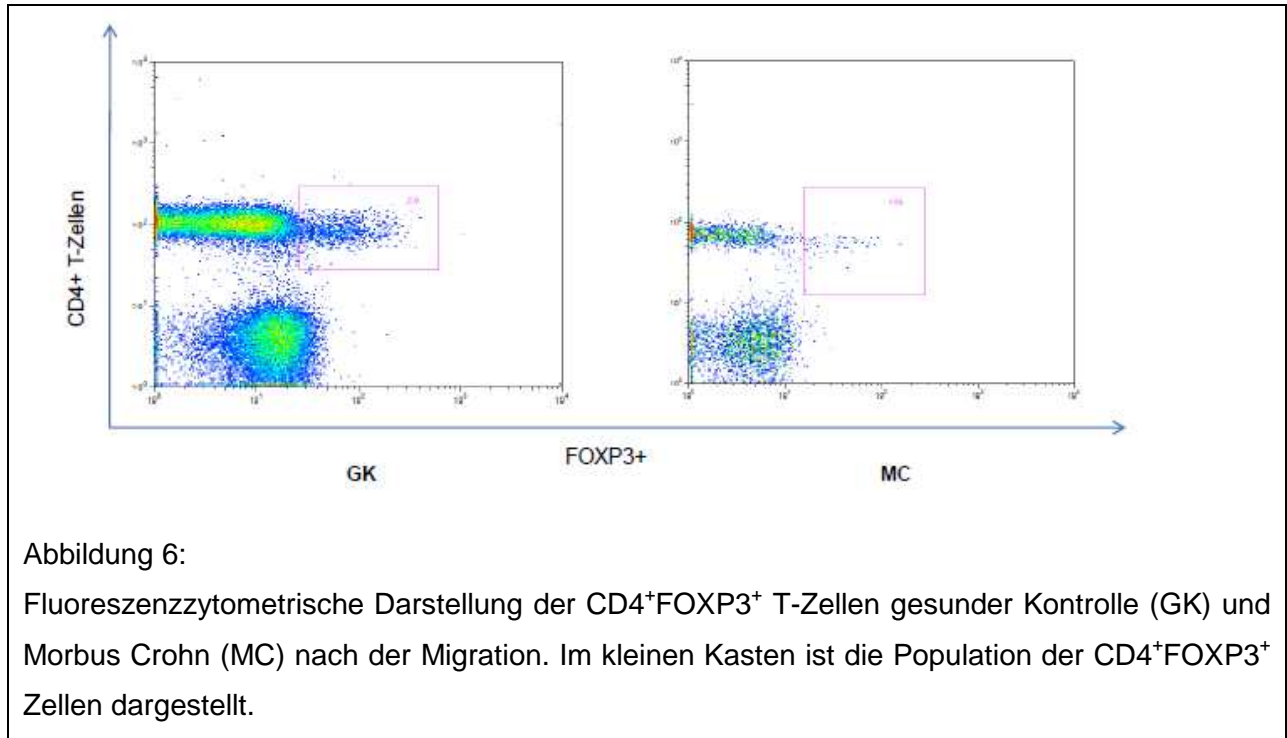 CD4+ T-Zellen
FOXP3+
GK
MC
Abbildung 6:
Fluoreszenzzytometrische Darstellung der CD4⁺FOXP3⁺ T-Zellen gesunder Kontrolle (GK) und
Morbus Crohn (MC) nach der Migration. Im kleinen Kasten ist die Population der CD4⁺FOXP3⁺
Zellen dargestellt.